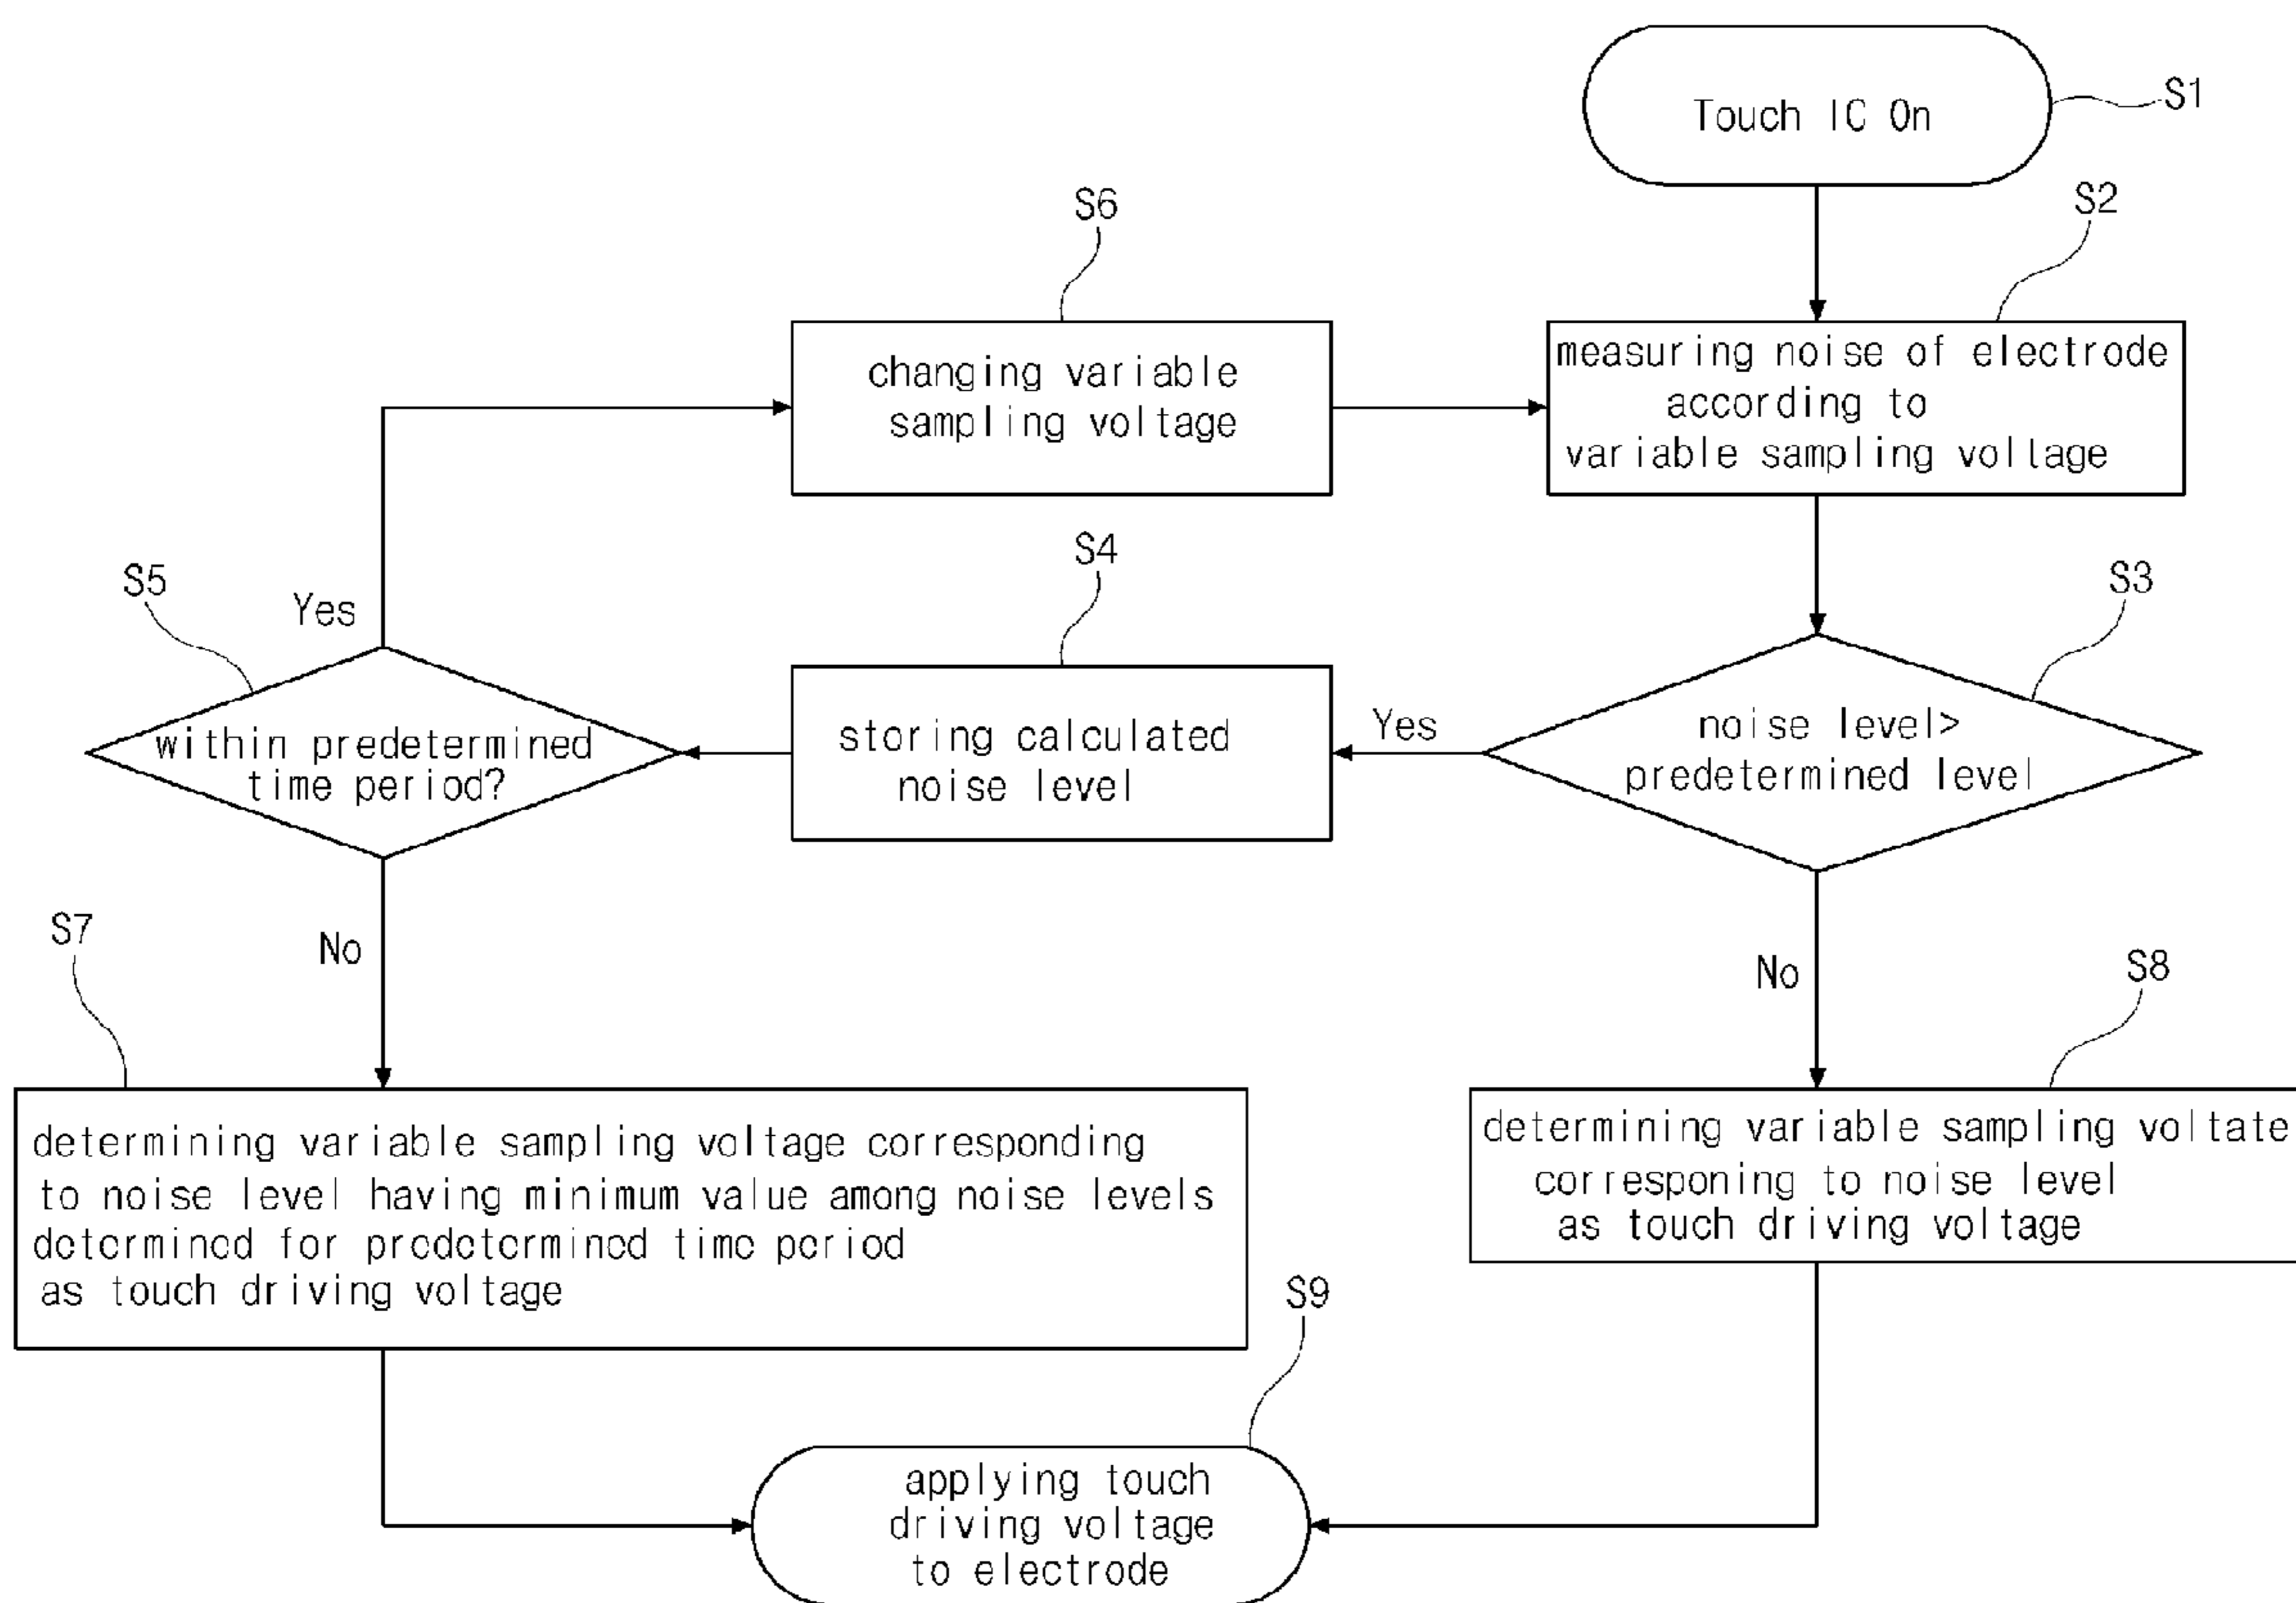 Touch IC On
S1
S2
measuring noise of electrode
according to
variable sampling voltage
S6
changing variable
sampling voltage
S3
noise level>
predetermined level
Yes
S4
storing calculated
noise level
S5
within predetermined
time period?
Yes
No
S7
determining variable sampling voltage corresponding
to noise level having minimum value among noise levels
determined for predetermined time period
as touch driving voltage
No
S8
determining variable sampling voltate
corresponing to noise level
as touch driving voltage
S9
applying touch
driving voltage
to electrode